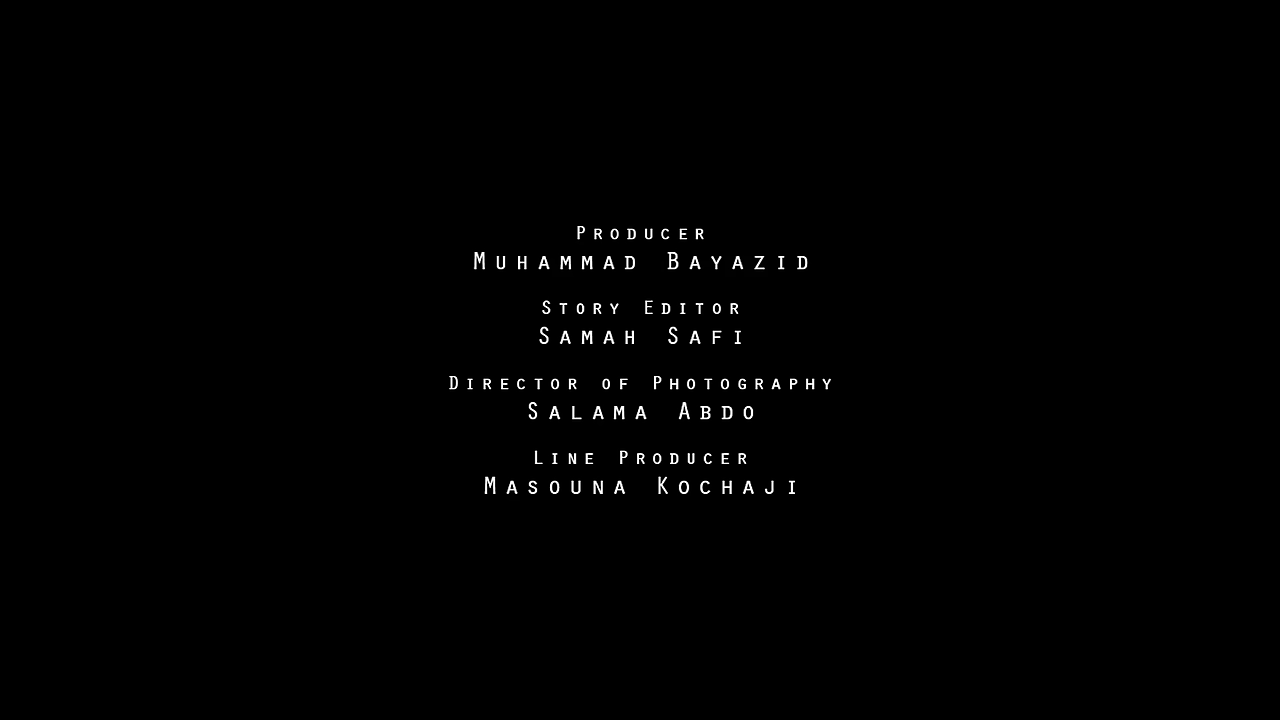 Producer
Muhammad Bayazid
Story Editor
Samah Safi
Director of Photography
Salama Abdo
Line Producer
Masouna Kochaji